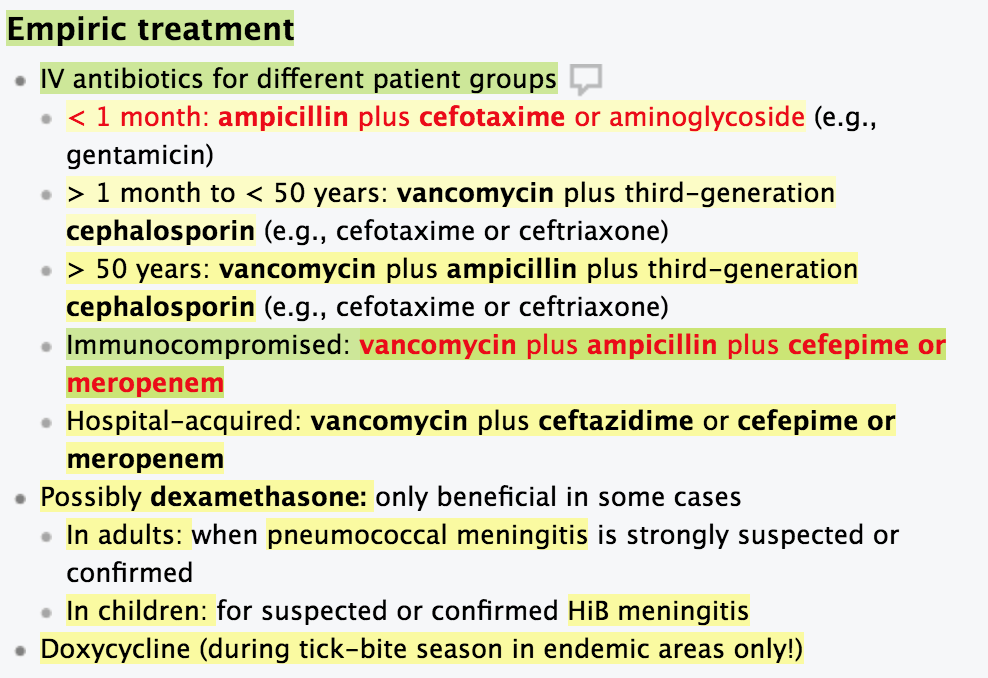 Empiric treatment
IV antibiotics for different patient groups
< 1 month: ampicillin plus cefotaxime or aminoglycoside (e.g.,
gentamicin)
> 1 month to < 50 years: vancomycin plus third-generation
cephalosporin (e.g., cefotaxime or ceftriaxone)
> 50 years: vancomycin plus ampicillin plus third-generation
cephalosporin (e.g., cefotaxime or ceftriaxone)
Immunocompromised: vancomycin plus ampicillin plus cefepime or
meropenem
Hospital-acquired: vancomycin plus ceftazidime or cefepime or
meropenem
Possibly dexamethasone: only beneficial in some cases
In adults: when pneumococcal meningitis is strongly suspected or
confirmed
In children: for suspected or confirmed HiB meningitis
Doxycycline (during tick-bite season in endemic areas only!)